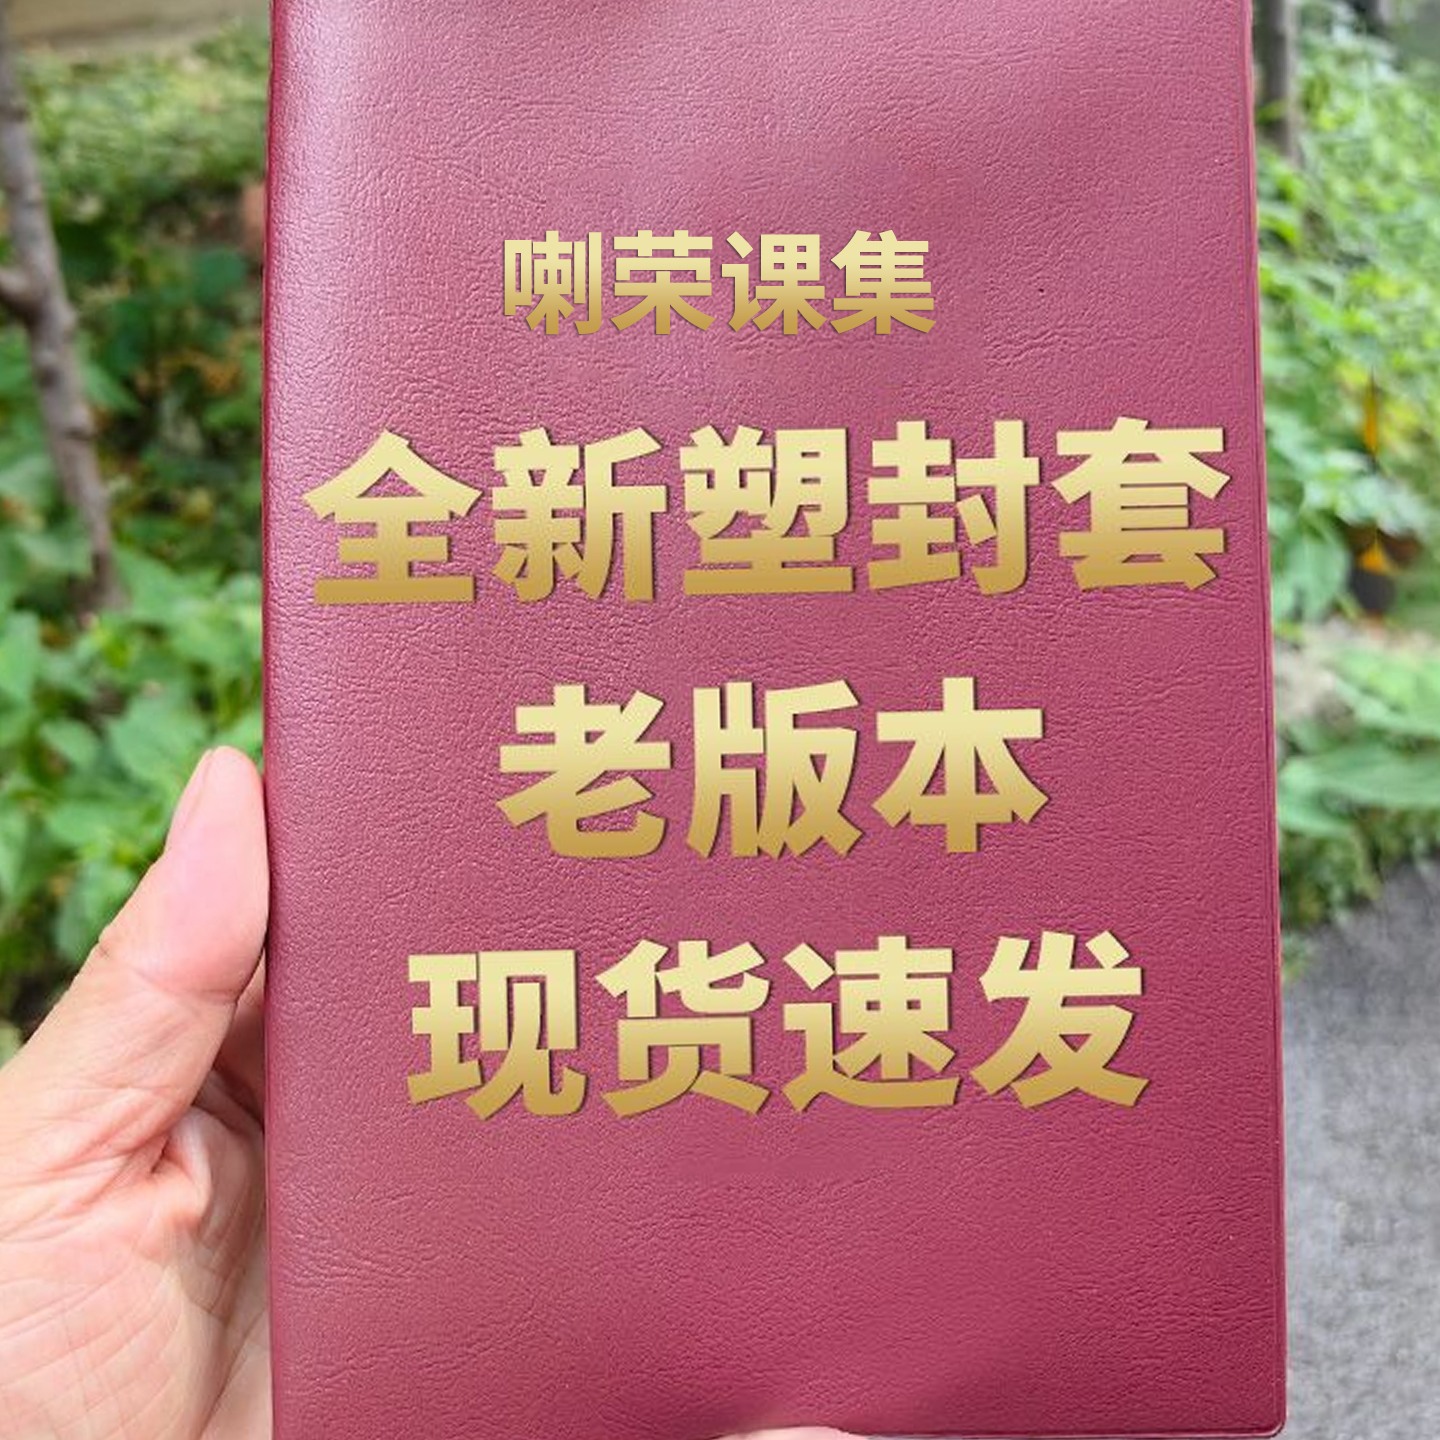 喇荣课集
全新塑封套
老版本
现货速发